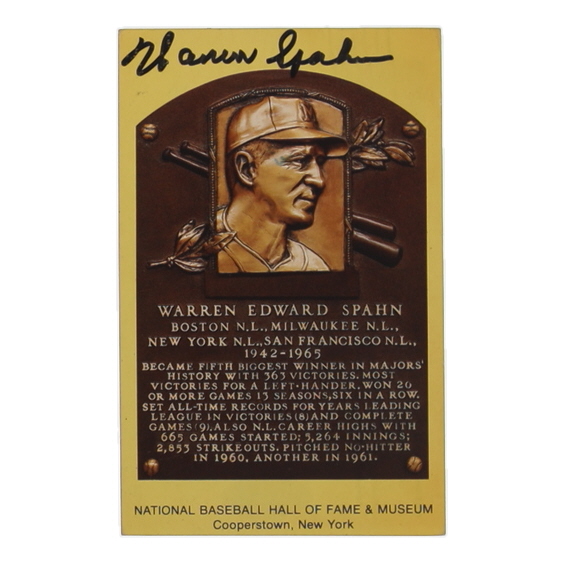 Warren Spahn
WARREN EDWARD SPAHN
BOSTON N.L., MILWAUKEE N.L.,
NEW YORK N.L., SAN FRANCISCO N.L.,
1942-1965
BECAME FIFTH BIGGEST WINNER IN MAJORS'
HISTORY WITH 363 VICTORIES. MOST
VICTORIES FOR A LEFT-HANDER. WON 20
OR MORE GAMES 13 SEASONS, SIX IN A ROW.
SET ALL-TIME RECORDS FOR YEARS LEADING
LEAGUE IN VICTORIES (8) AND COMPLETE
GAMES (9). ALSO N.L. CAREER HIGHS WITH
665 GAMES STARTED; 5,264 INNINGS;
2,853 STRIKEOUTS. PITCHED NO-HITTER
IN 1960, ANOTHER IN 1961.
NATIONAL BASEBALL HALL OF FAME & MUSEUM
Cooperstown, New York